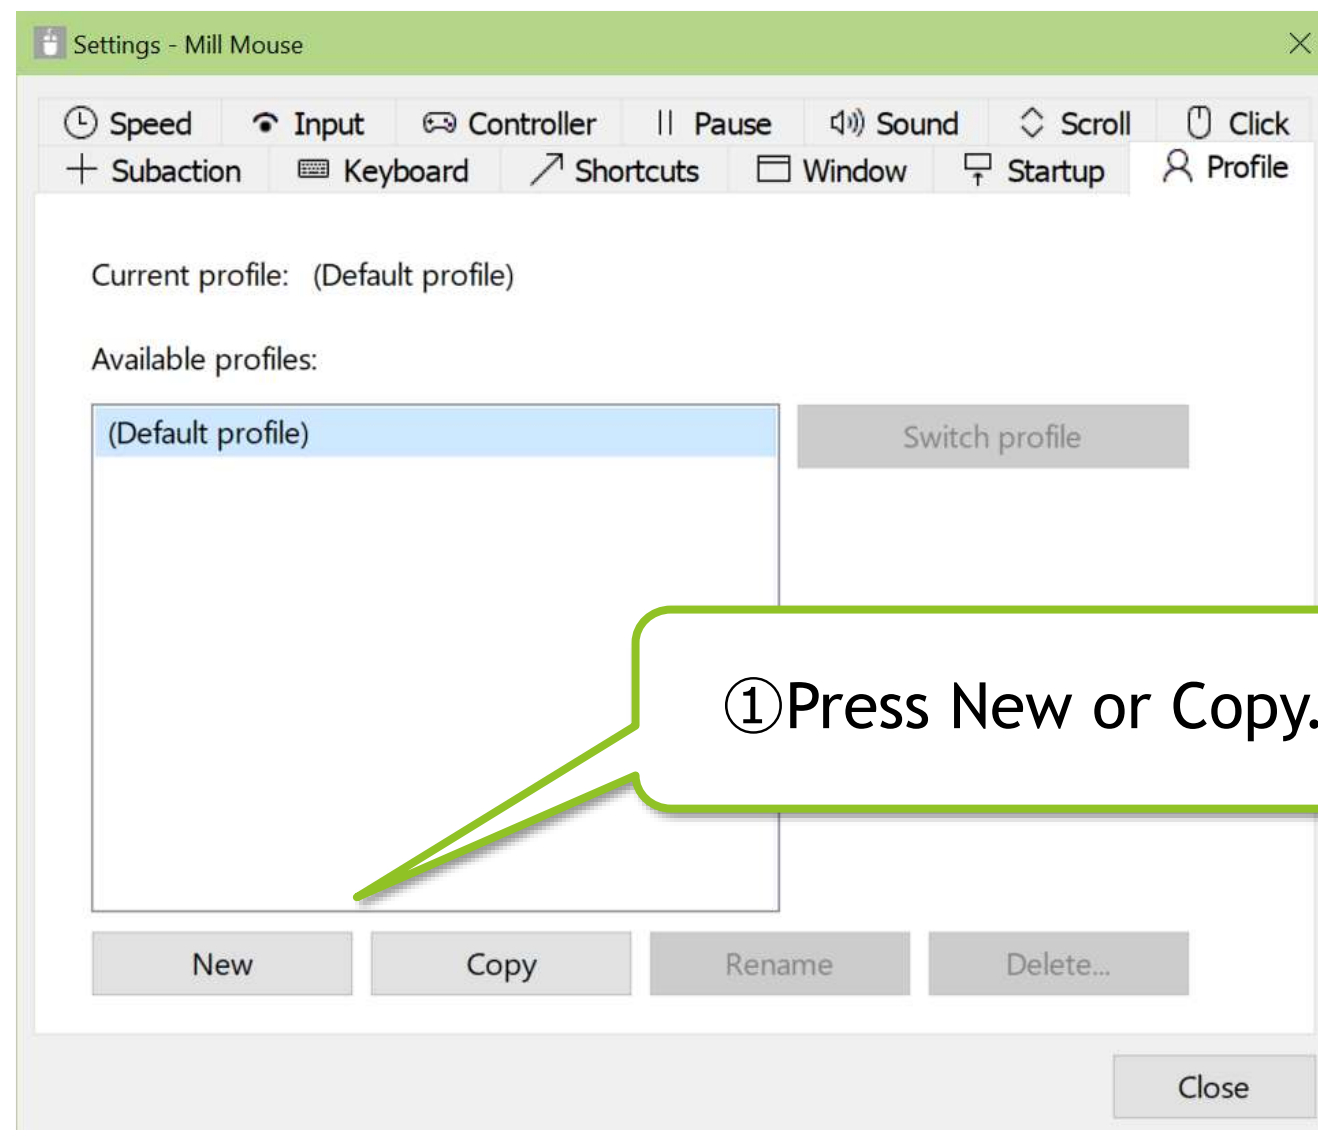 Settings - Mill Mouse
Speed Input Controller Pause Sound Scroll Click
Subaction Keyboard Shortcuts Window Startup Profile
Current profile: (Default profile)
Available profiles:
(Default profile)
Switch profile
①Press New or Copy.
New Copy Rename Delete...
Close